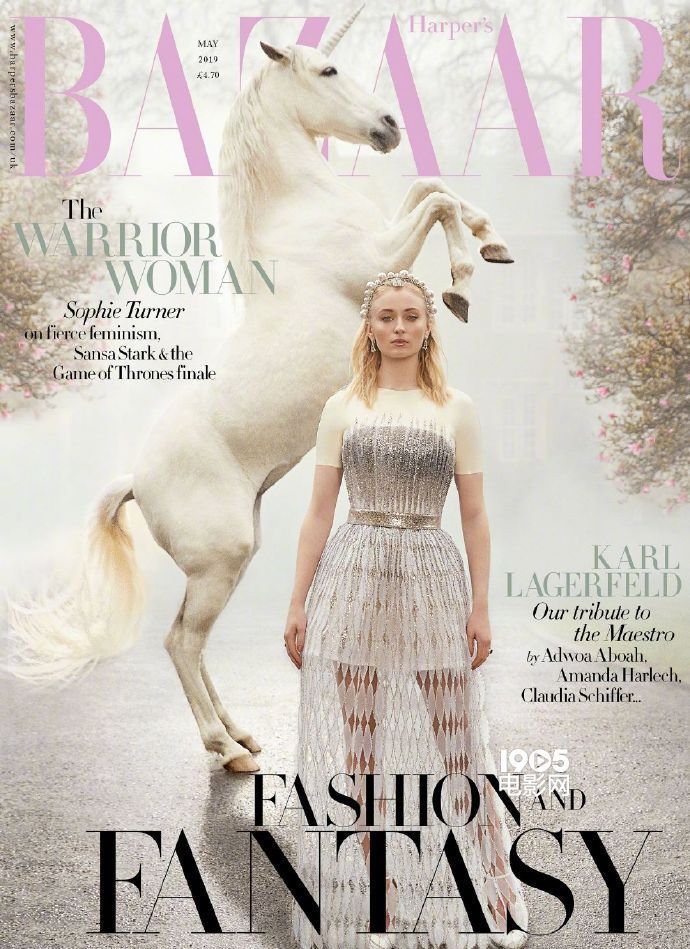 www.harpersbazaar.com/uk
Harper's
BAZAAR
MAY
2019
£4.70
The
WARRIOR
WOMAN
Sophie Turner
on fierce feminism,
Sansa Stark & the
Game of Thrones finale
KARL
LAGERFELD
Our tribute to
the Maestro
by Adwoa Aboah,
Amanda Harlech,
Claudia Schiffer...
1905
电影网
FASHION AND
FANTASY